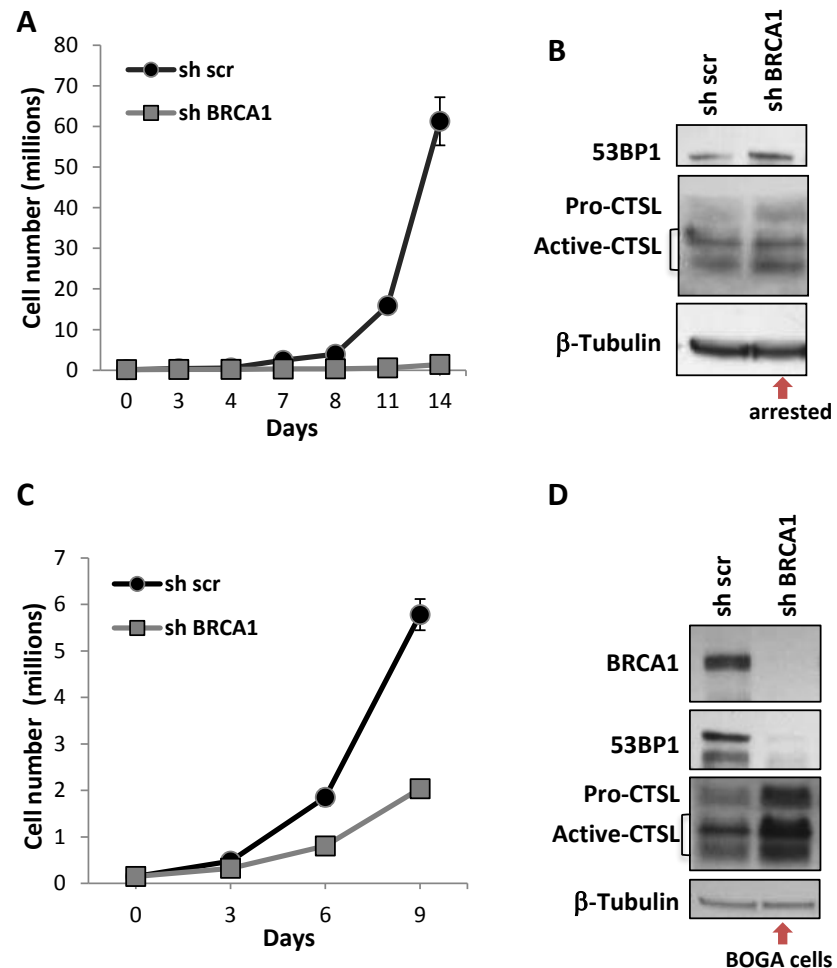 A
80
70
60
50
40
30
20
10
0
Cell number (millions)
sh scr
sh BRCA1
0 3 4 7 8 11 14
Days
B
sh scr
sh BRCA1
53BP1
Pro-CTSL
Active-CTSL
β-Tubulin
arrested
C
7
6
5
4
3
2
1
0
Cell number (millions)
sh scr
sh BRCA1
0 3 6 9
Days
D
sh scr
sh BRCA1
BRCA1
53BP1
Pro-CTSL
Active-CTSL
β-Tubulin
BOGA cells